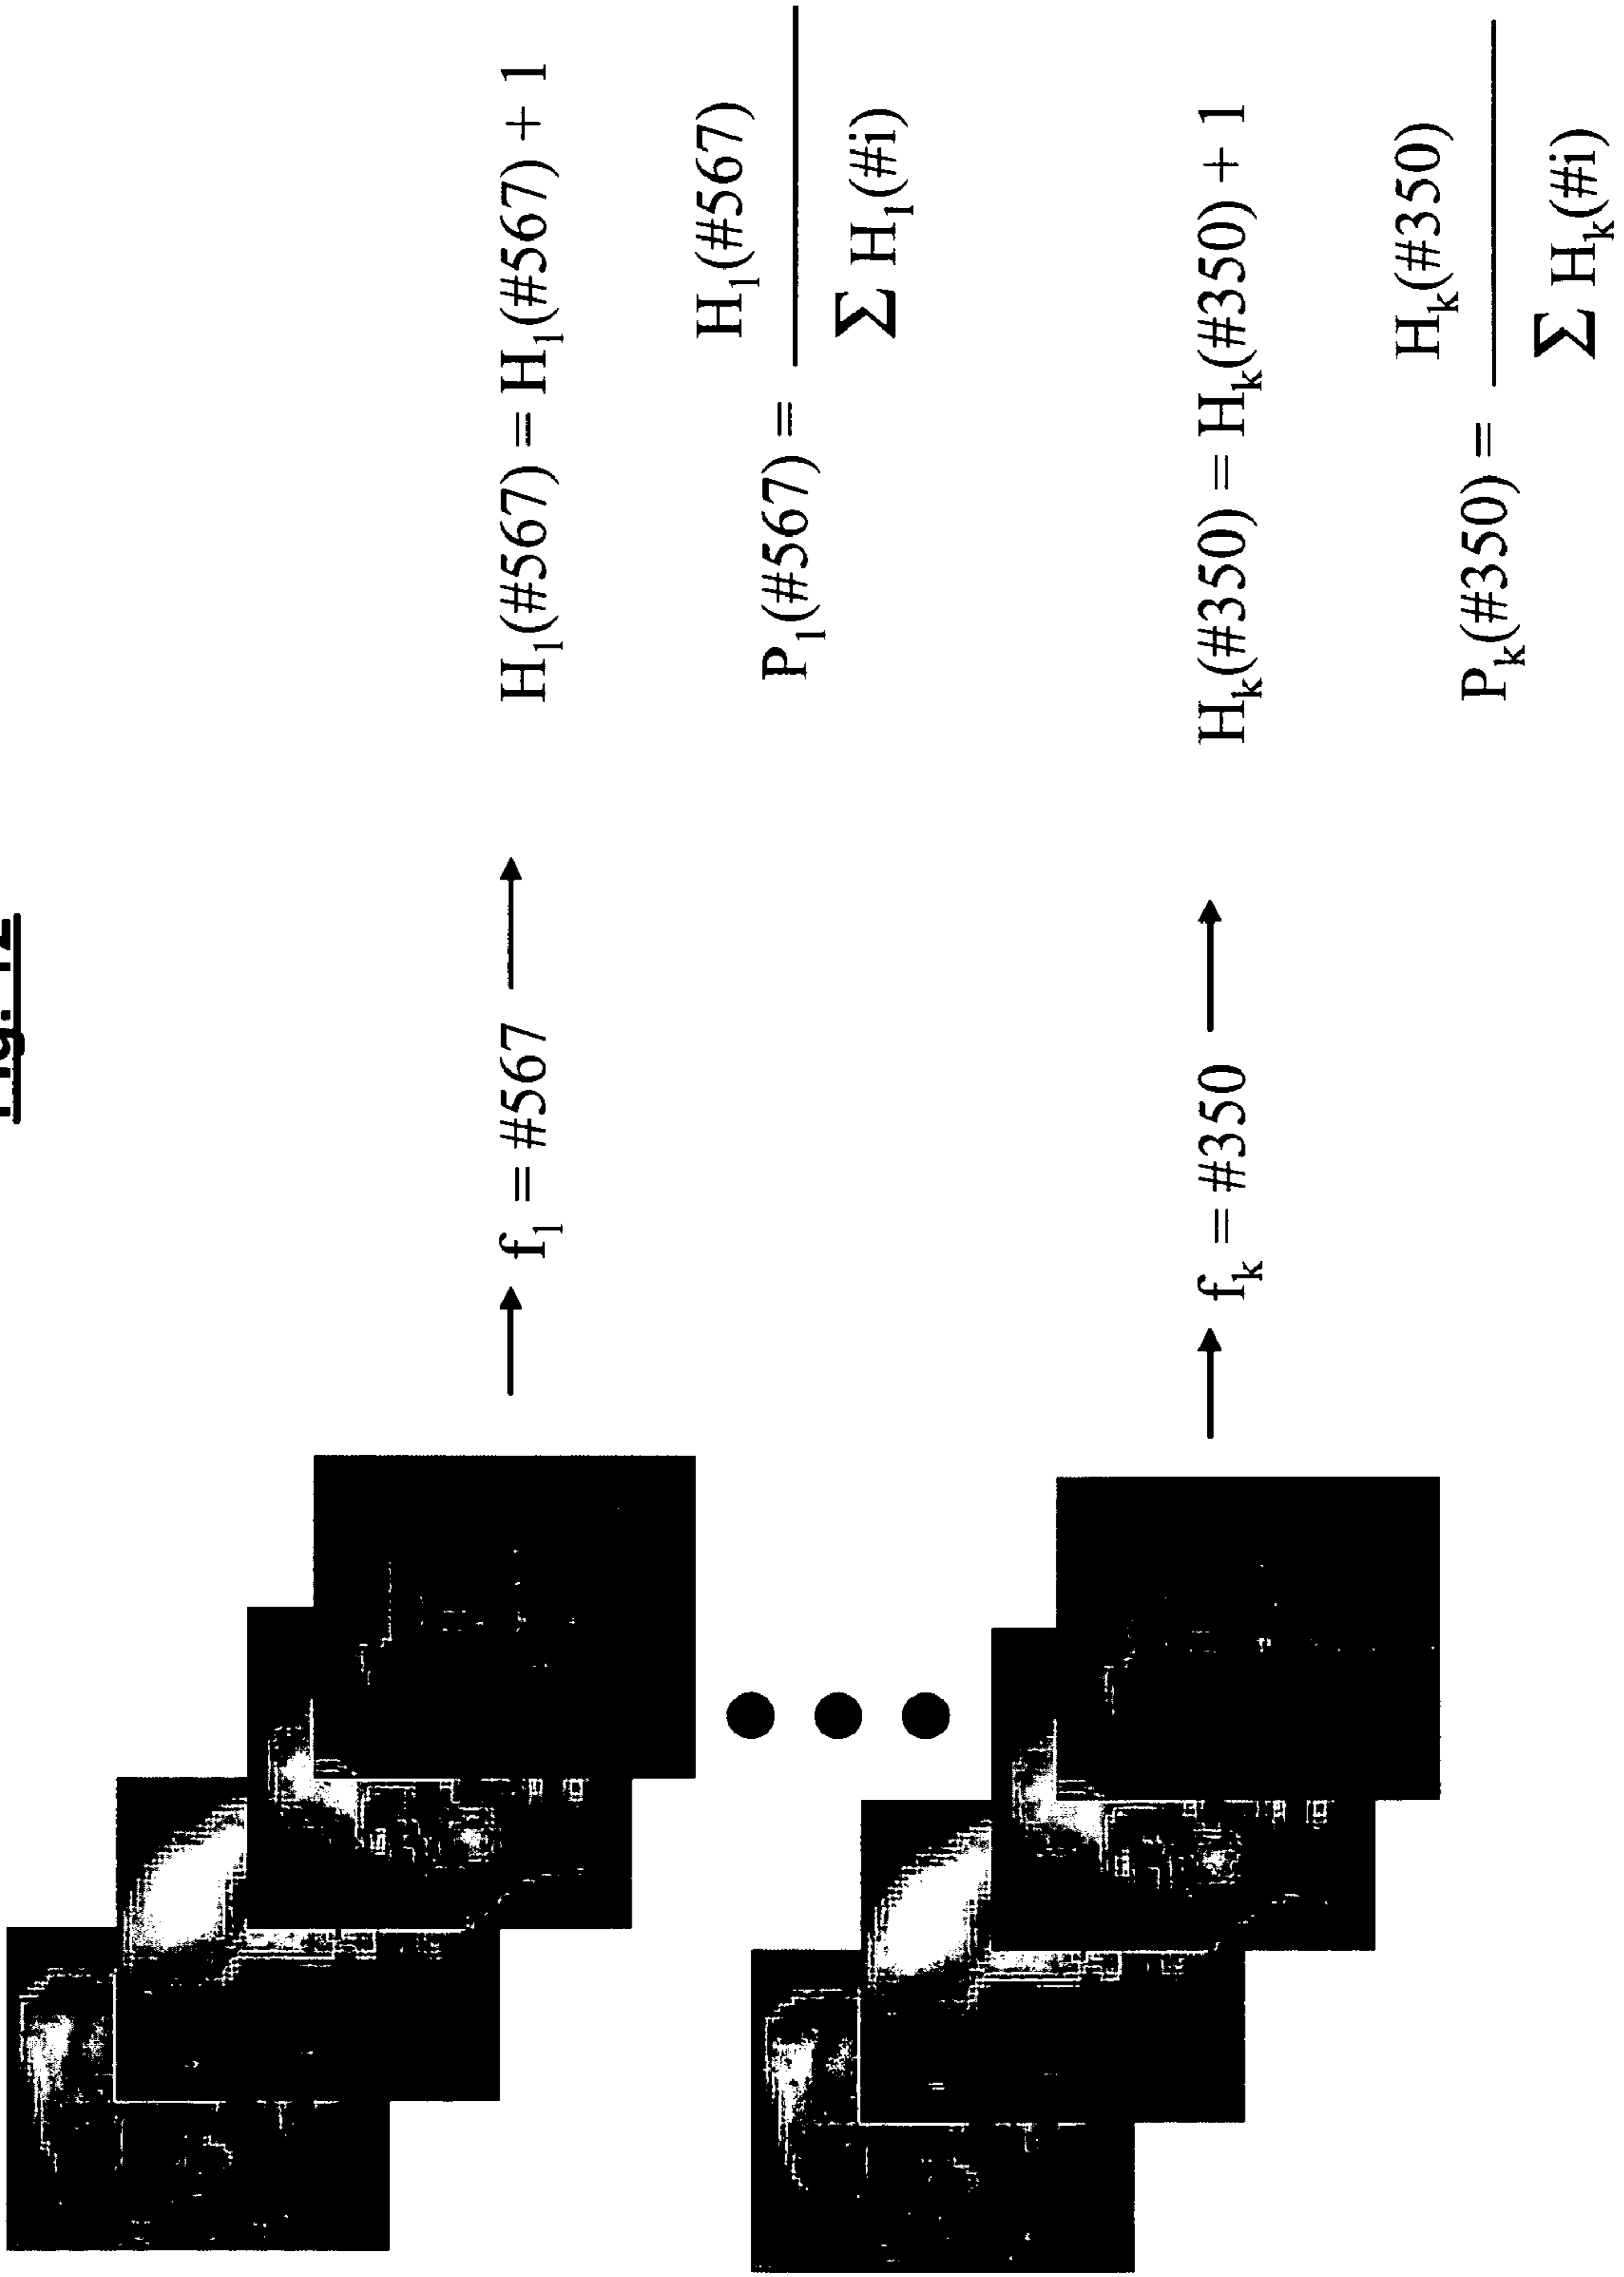 Fig. 12
f₁ = #567
H₁(#567) = H₁(#567) + 1
P₁(#567) = H₁(#567) / Σ H₁(#i)
fₖ = #350
Hₖ(#350) = Hₖ(#350) + 1
Pₖ(#350) = Hₖ(#350) / Σ Hₖ(#i)